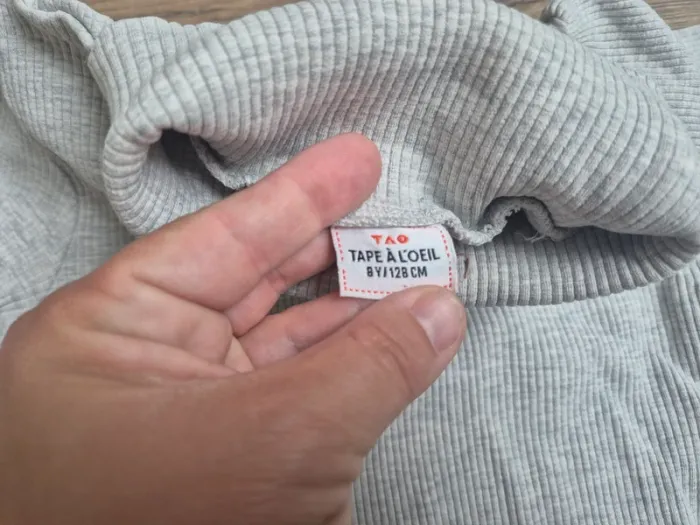 TAO
TAPE À L'OEIL
8Y/128 CM